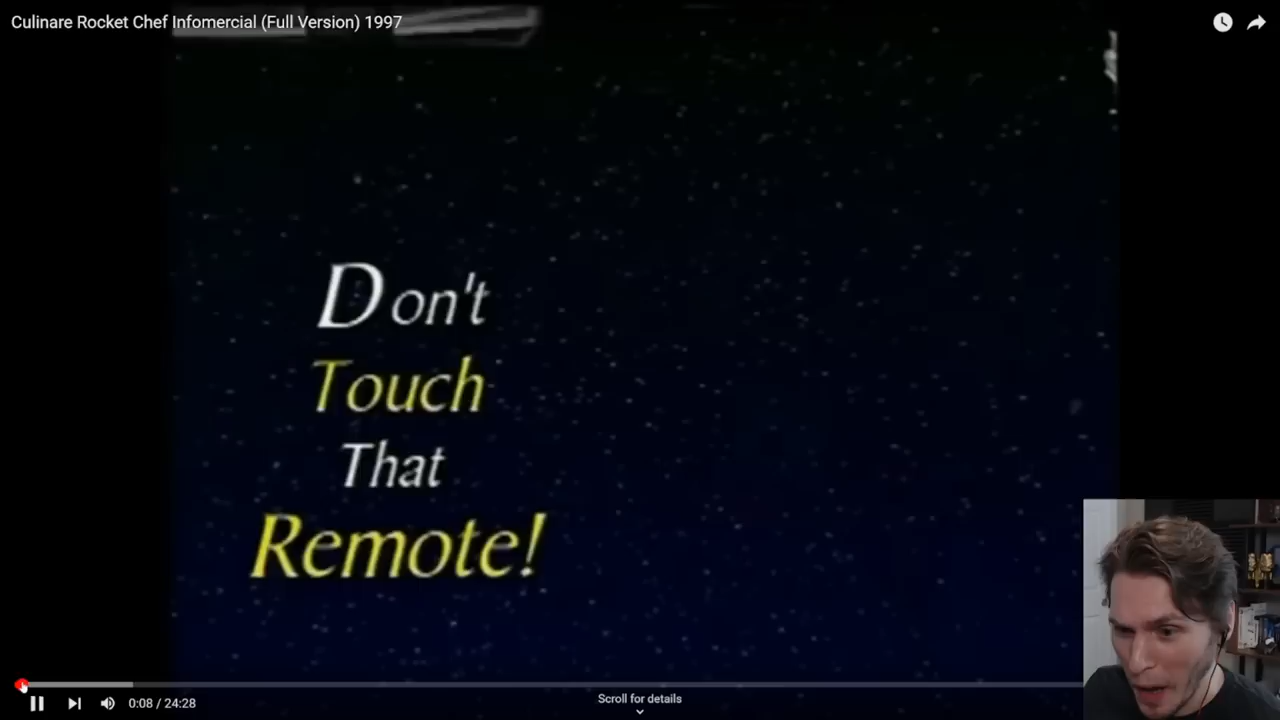 Culinare Rocket Chef Infomercial (Full Version) 1997
Don't
Touch
That
Remote!
0:08 / 24:28
Scroll for details